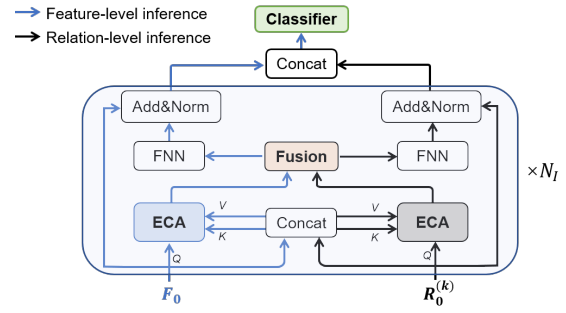 Feature-level inference
Relation-level inference
Classifier
Concat
Add&Norm
Add&Norm
FNN
Fusion
FNN
×N_I
ECA
V
K
Concat
V
K
ECA
Q
Q
F_0
R_0^{(k)}